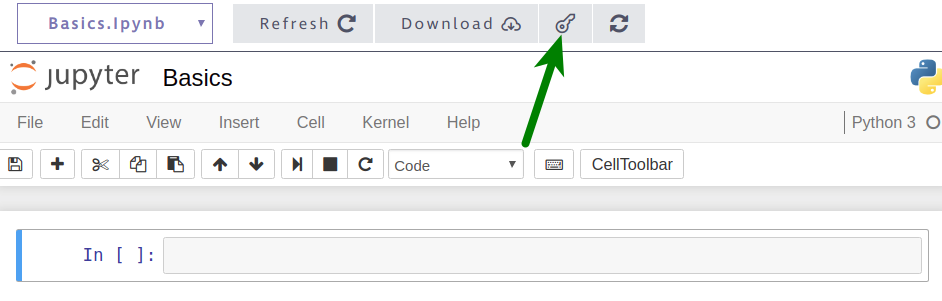 Basics.Ipynb Refresh Download
jupyter Basics
File Edit View Insert Cell Kernel Help Python 3
Code CellToolbar
In [ ]: